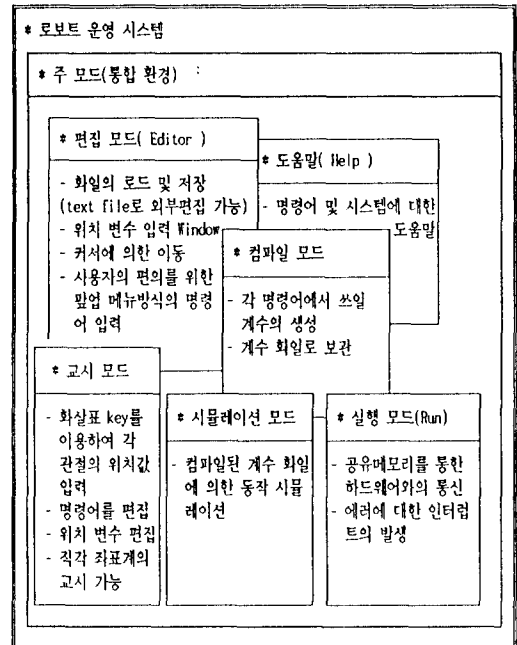 * 로보트 운영 시스템
* 주 모드(통합 환경) :
* 편집 모드( Editor )
- 화일의 로드 및 저장
(text file로 외부편집 가능)
- 위치 변수 입력 Window
- 커서에 의한 이동
- 사용자의 편의를 위한
팝업 메뉴방식의 명령
어 입력
* 도움말( Help )
- 명령어 및 시스템에 대한
도움말
* 컴파일 모드
- 각 명령어에서 쓰일
계수의 생성
- 계수 화일로 보관
* 교시 모드
- 화살표 key를
이용하여 각
관절의 위치값
입력
- 명령어를 편집
- 위치 변수 편집
- 직각 좌표계의
교시 가능
* 시뮬레이션 모드
- 컴파일된 계수 화일
에 의한 동작 시뮬
레이션
* 실행 모드(Run)
- 공유메모리를 통한
하드웨어와의 통신
- 에러에 대한 인터럽
트의 발생